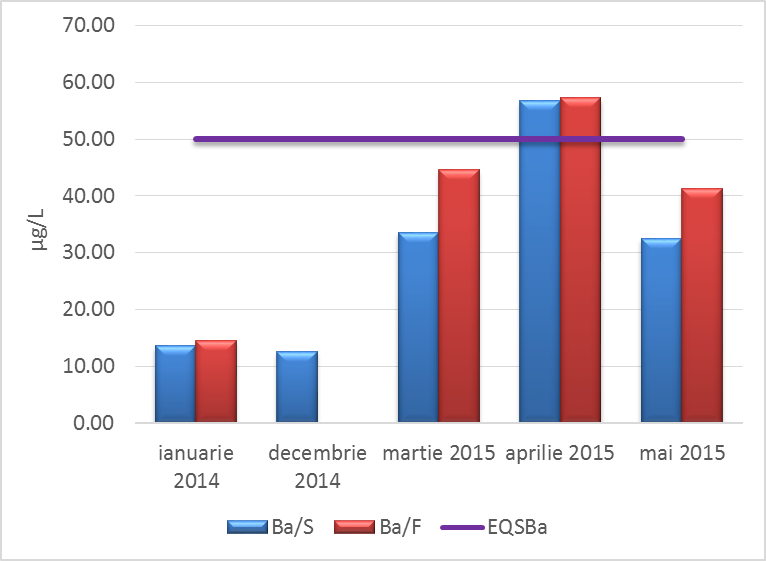 70.00
60.00
50.00
40.00
30.00
20.00
10.00
0.00
µg/L
ianuarie
2014
decembrie
2014
martie 2015
aprilie 2015
mai 2015
Ba/S
Ba/F
EQSBa